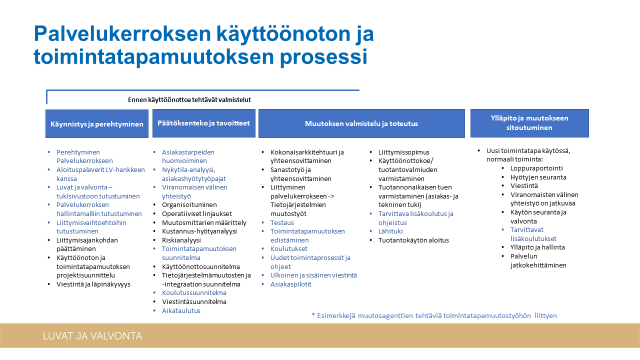 Palvelukerroksen käyttöönoton ja
toimintatapamuutoksen prosessi
Ennen käyttöönottoa tehtävät valmistelut
Käynnistys ja perehtyminen
• Perehtyminen
Palvelukerrokseen
• Aloituspalaverit LV-hankkeen
kanssa
• Luvat ja valvonta –
tukisivustoon tutustuminen
• Palvelukerroksen
hallintamalliin tutustuminen
• Liittymisvaihtoehtoihin
tutustuminen
• Liittymisajankohdan
päättäminen
• Käyttöönoton ja
toimintatapamuutoksen
projektisuunnittelu
• Viestintä ja läpinäkyvyys
Päätöksenteko ja tavoitteet
• Asiakastarpeiden
huomioiminen
• Nykytila-analyysi,
asiakashyötytyöpajat
• Viranomaisen välinen
yhteistyö
• Organisoituminen
• Operatiiviset linjaukset
• Muutosmittarien määrittely
• Kustannus-hyötyanalyysi
• Riskianalyysi
• Toimintatapamuutoksen
suunnitelma
• Käyttöönottosuunnitelma
• Tietojärjestelmämuutosten ja
-integraation suunnitelma
• Koulutussuunnitelma
• Viestintäsuunnitelma
• Aikataulutus
Muutoksen valmistelu ja toteutus
• Kokonaisarkkitehtuuri ja
yhteensovittaminen
• Sanastotyö ja
yhteensovittaminen
• Liittyminen
palvelukerrokseen ->
Tietojärjestelmien
muutostyöt
• Testaus
• Toimintatapamuutoksen
edistäminen
• Koulutukset
• Uudet toimintaprosessit ja
ohjeet
• Ulkoinen ja sisäinen viestintä
• Asiakaspilotit
• Liittymissopimus
• Käyttöönottokoe/
tuotantovalmiuden
varmistaminen
• Tuotannonaikaisen tuen
varmistaminen (asiakas- ja
tekninen tuki)
• Tarvittava lisäkoulutus ja
ohjeistus
• Lähituki
• Tuotantokäytön aloitus
Ylläpito ja muutokseen
sitoutuminen
• Uusi toimintatapa käytössä,
normaali toiminta:
• Loppuraportointi
• Hyötyjen seuranta
• Viestintä
• Viranomaisten välinen
yhteistyö on jatkuvaa
• Käytön seuranta ja
valvonta
• Tarvittavat
lisäkoulutukset
• Ylläpito ja hallinta
• Palvelun
jatkokehittäminen
* Esimerkkejä muutosagenttien tehtäviä toimintatapamuutostyöhön liittyen
LUVAT JA VALVONTA